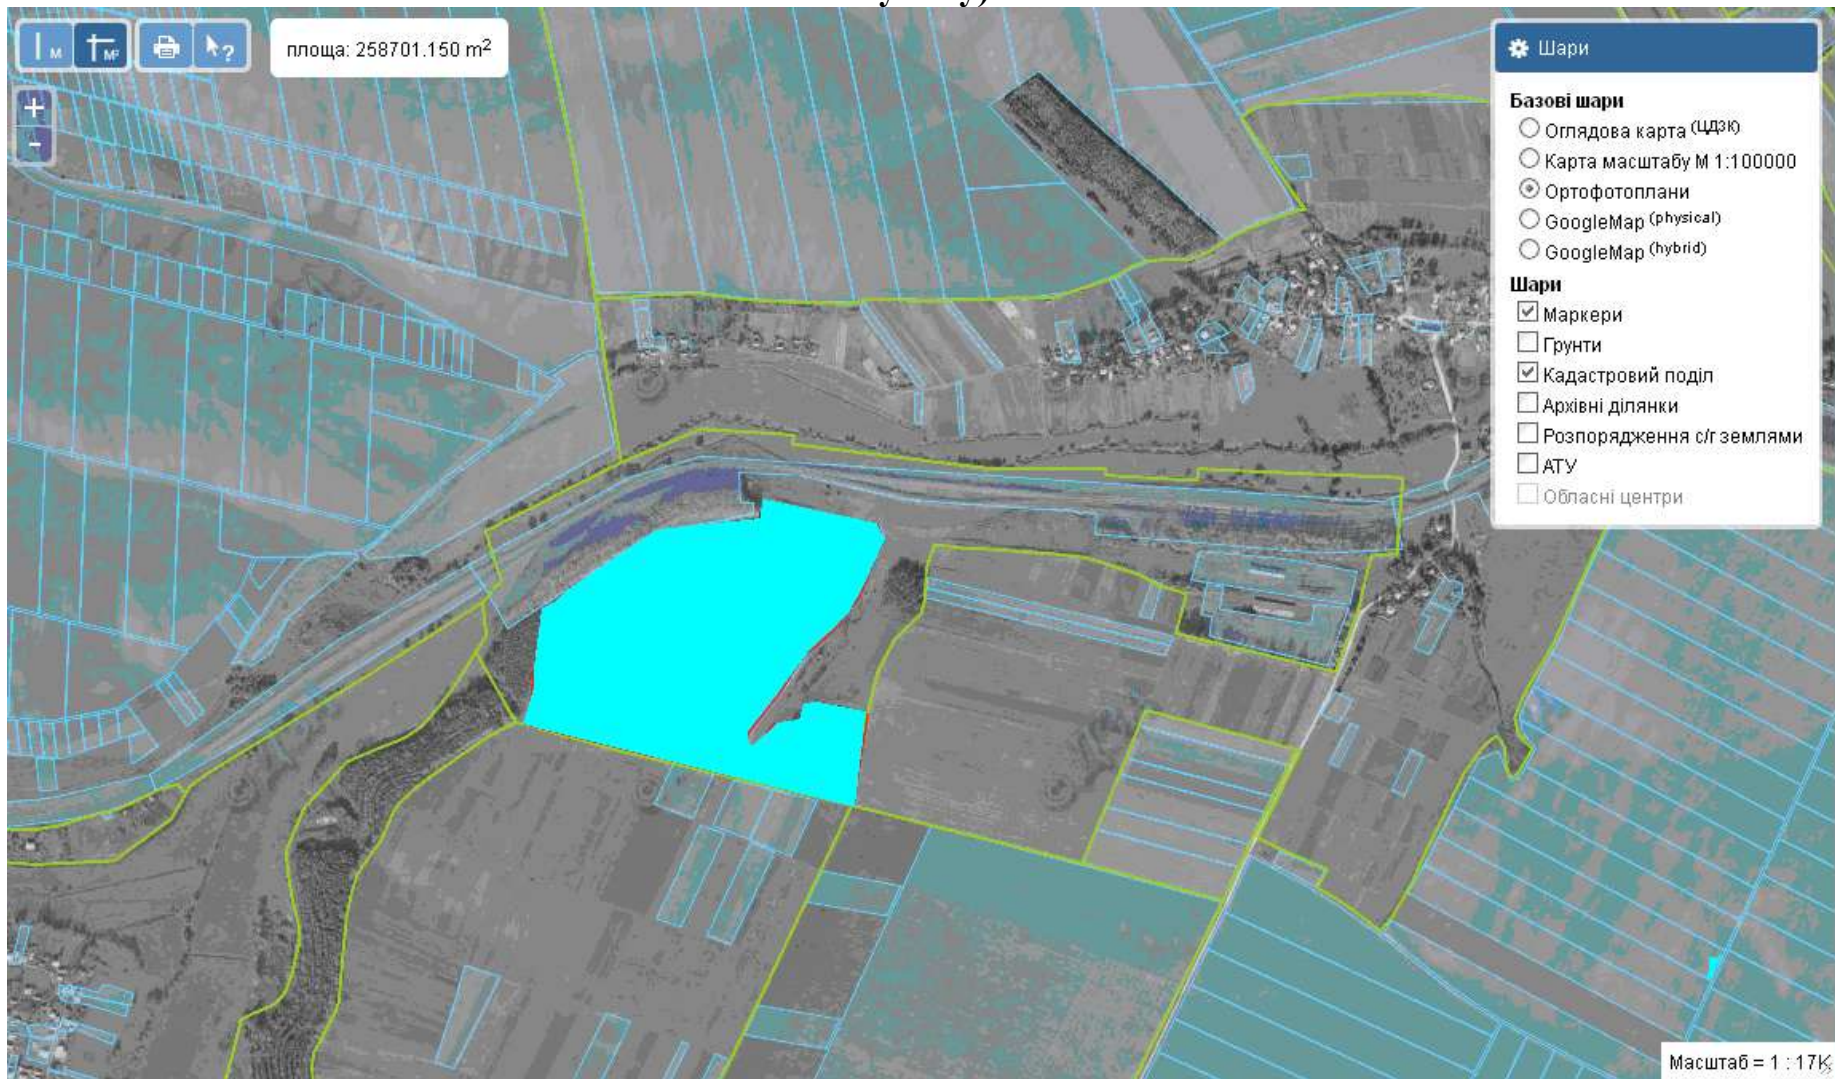 площа: 258701.150 m²
М
М²
?
+
-
Шари
Базові шари
Оглядова карта (ЦДЗК)
Карта масштабу М 1:100000
Ортофотоплани
GoogleMap (physical)
GoogleMap (hybrid)
Шари
Маркери
Грунти
Кадастровий поділ
Архівні ділянки
Розпорядження с/г землями
АТУ
Обласні центри
Масштаб = 1 : 17K